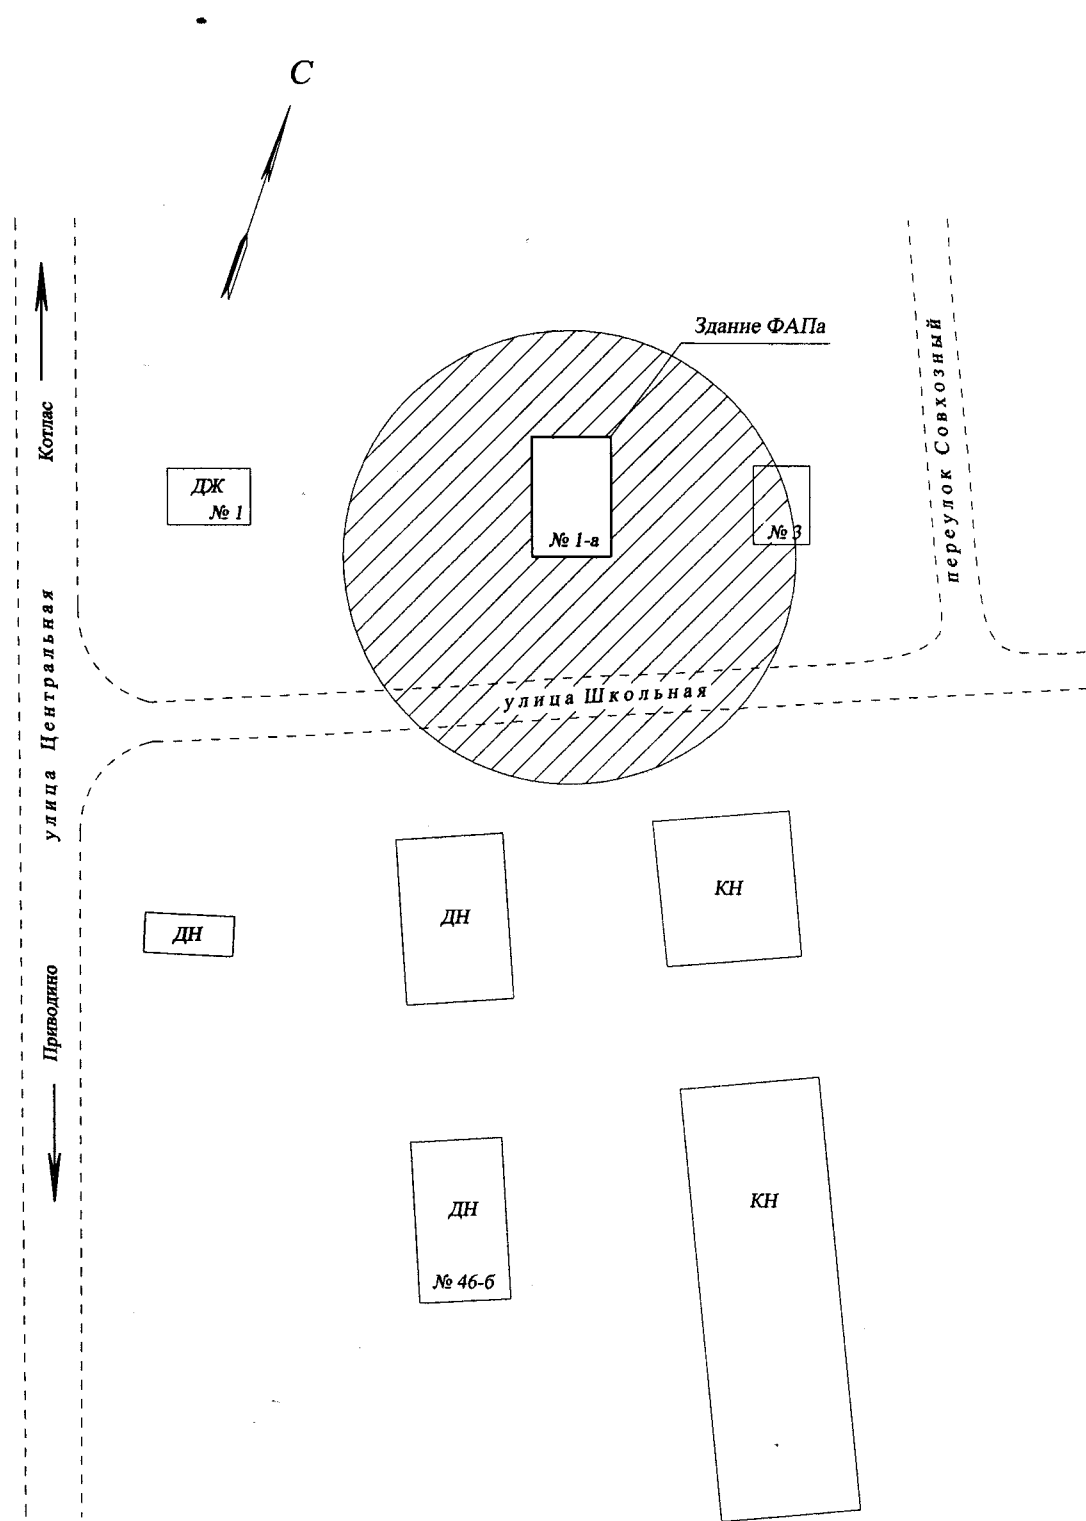 С
Здание ФАПа
Котлас
переулок Совхозный
ДЖ
№ 1
№ 1-а
№ 3
улица Центральная
улица Школьная
ДН
ДН
КН
Приводино
ДН
№ 46-б
КН